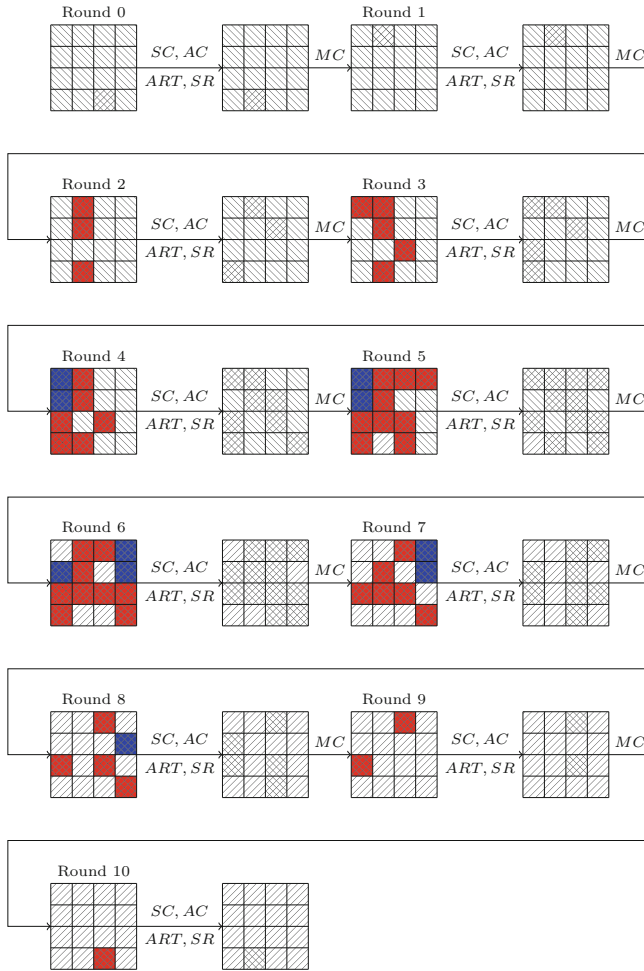 Round 0
Round 1
SC, AC
MC
SC, AC
MC
ART, SR
ART, SR
Round 2
Round 3
SC, AC
MC
SC, AC
MC
ART, SR
ART, SR
Round 4
Round 5
SC, AC
MC
SC, AC
MC
ART, SR
ART, SR
Round 6
Round 7
SC, AC
MC
SC, AC
MC
ART, SR
ART, SR
Round 8
Round 9
SC, AC
MC
SC, AC
MC
ART, SR
ART, SR
Round 10
SC, AC
ART, SR